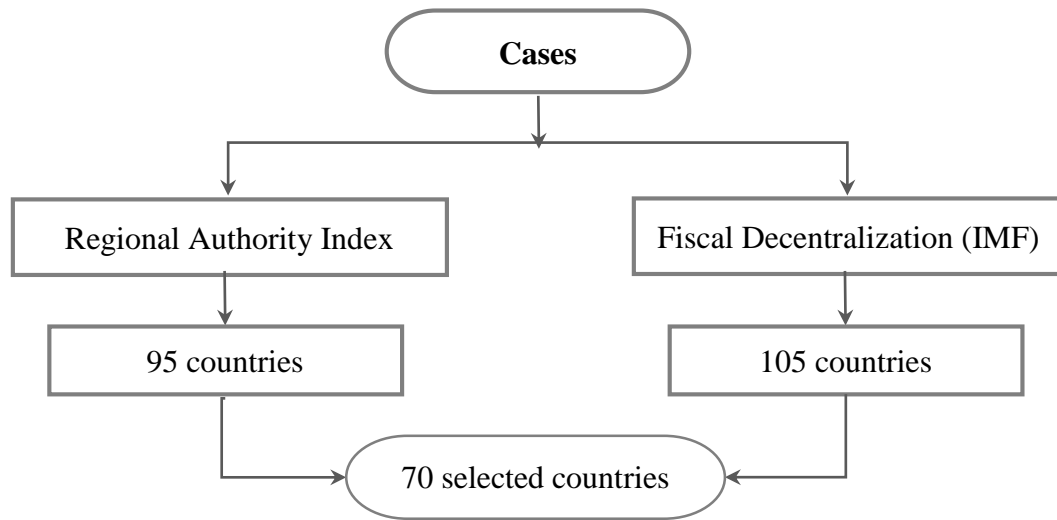 Cases
Regional Authority Index
Fiscal Decentralization (IMF)
95 countries
105 countries
70 selected countries